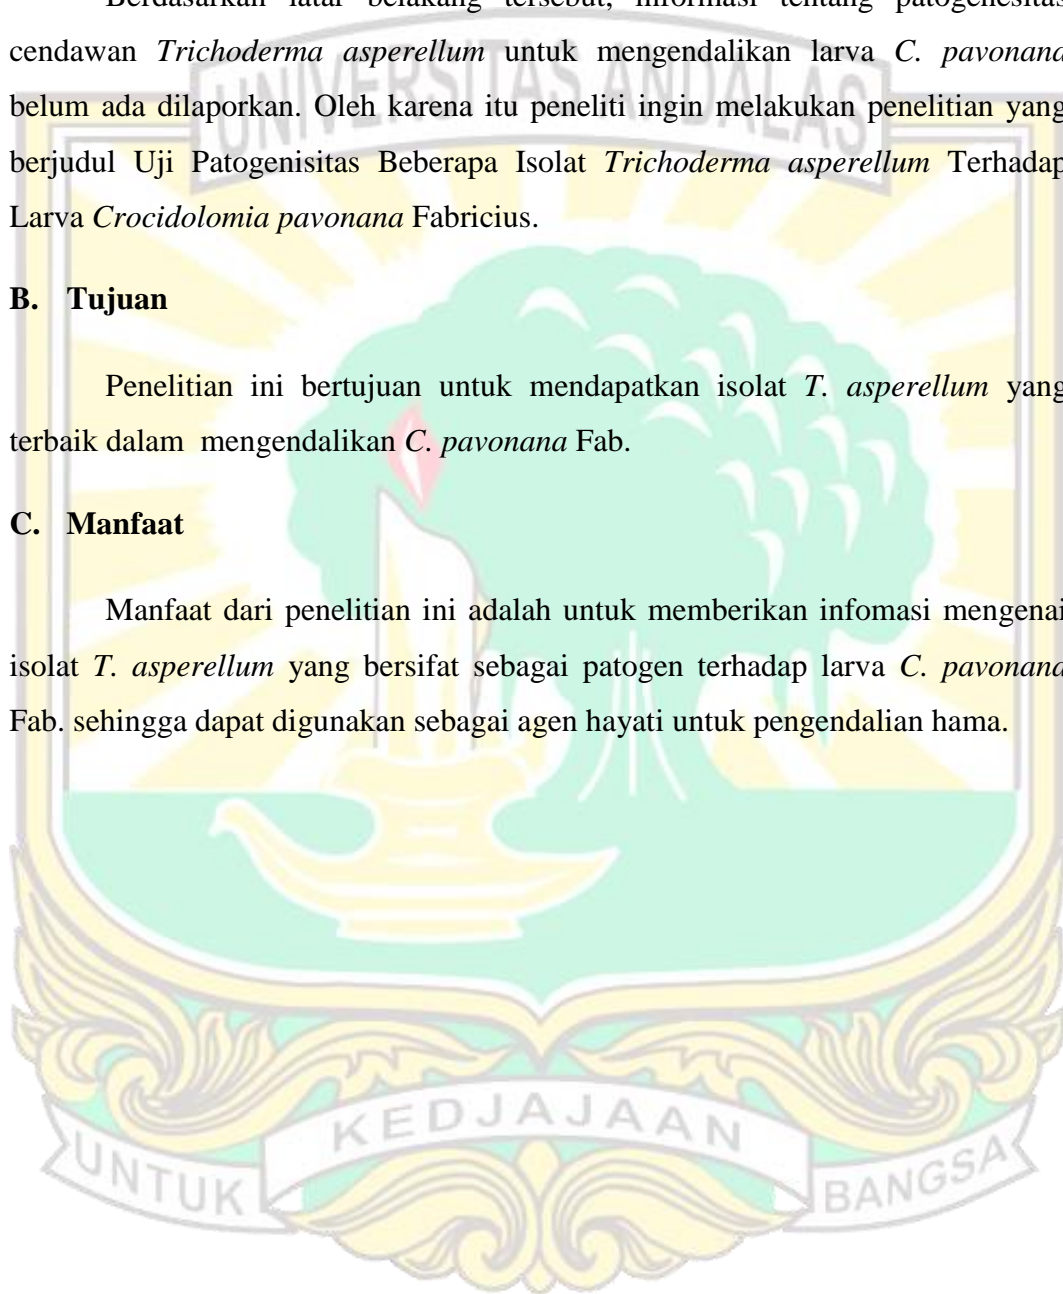 Berdasarkan latar belakang tersebut, informasi tentang patogenesitas
cendawan Trichoderma asperellum untuk mengendalikan larva C. pavonana
belum ada dilaporkan. Oleh karena itu peneliti ingin melakukan penelitian yang
berjudul Uji Patogenisitas Beberapa Isolat Trichoderma asperellum Terhadap
Larva Crocidolomia pavonana Fabricius.
B. Tujuan
Penelitian ini bertujuan untuk mendapatkan isolat T. asperellum yang
terbaik dalam mengendalikan C. pavonana Fab.
C. Manfaat
Manfaat dari penelitian ini adalah untuk memberikan infomasi mengenai
isolat T. asperellum yang bersifat sebagai patogen terhadap larva C. pavonana
Fab. sehingga dapat digunakan sebagai agen hayati untuk pengendalian hama.
UNIVERSITAS ANDALAS
UNTUK KEDJAJAAN BANGSA